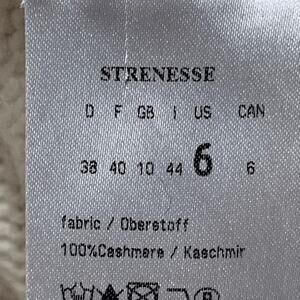 STRENESSE
D F GB I US CAN
38 40 10 44 6 6
fabric / Oberstoff
100%Cashmere / Kaschmir